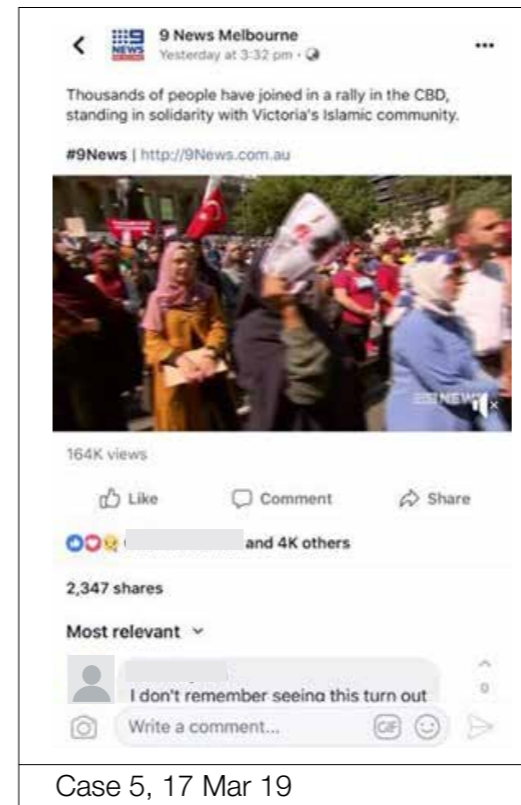 9 News Melbourne
Yesterday at 3:32 pm
Thousands of people have joined in a rally in the CBD,
standing in solidarity with Victoria's Islamic community.
#9News | http://9News.com.au
9NEWS
164K views
Like Comment Share
and 4K others
2,347 shares
Most relevant
I don't remember seeing this turn out
0
Write a comment... GIF
Case 5, 17 Mar 19